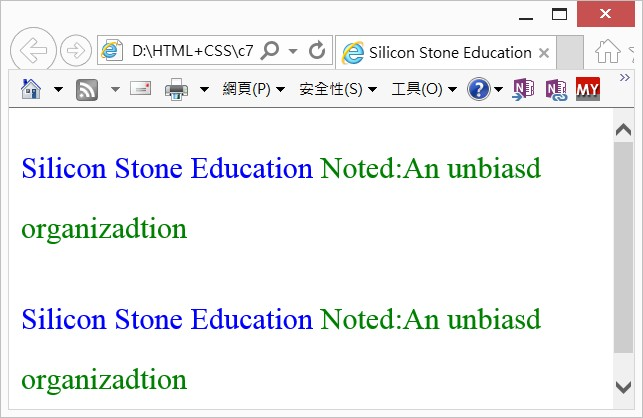 D:\HTML+CSS\c7
Silicon Stone Education
網頁(P)
安全性(S)
工具(O)
MY
Silicon Stone Education Noted:An unbiasd
organizadtion
Silicon Stone Education Noted:An unbiasd
organizadtion